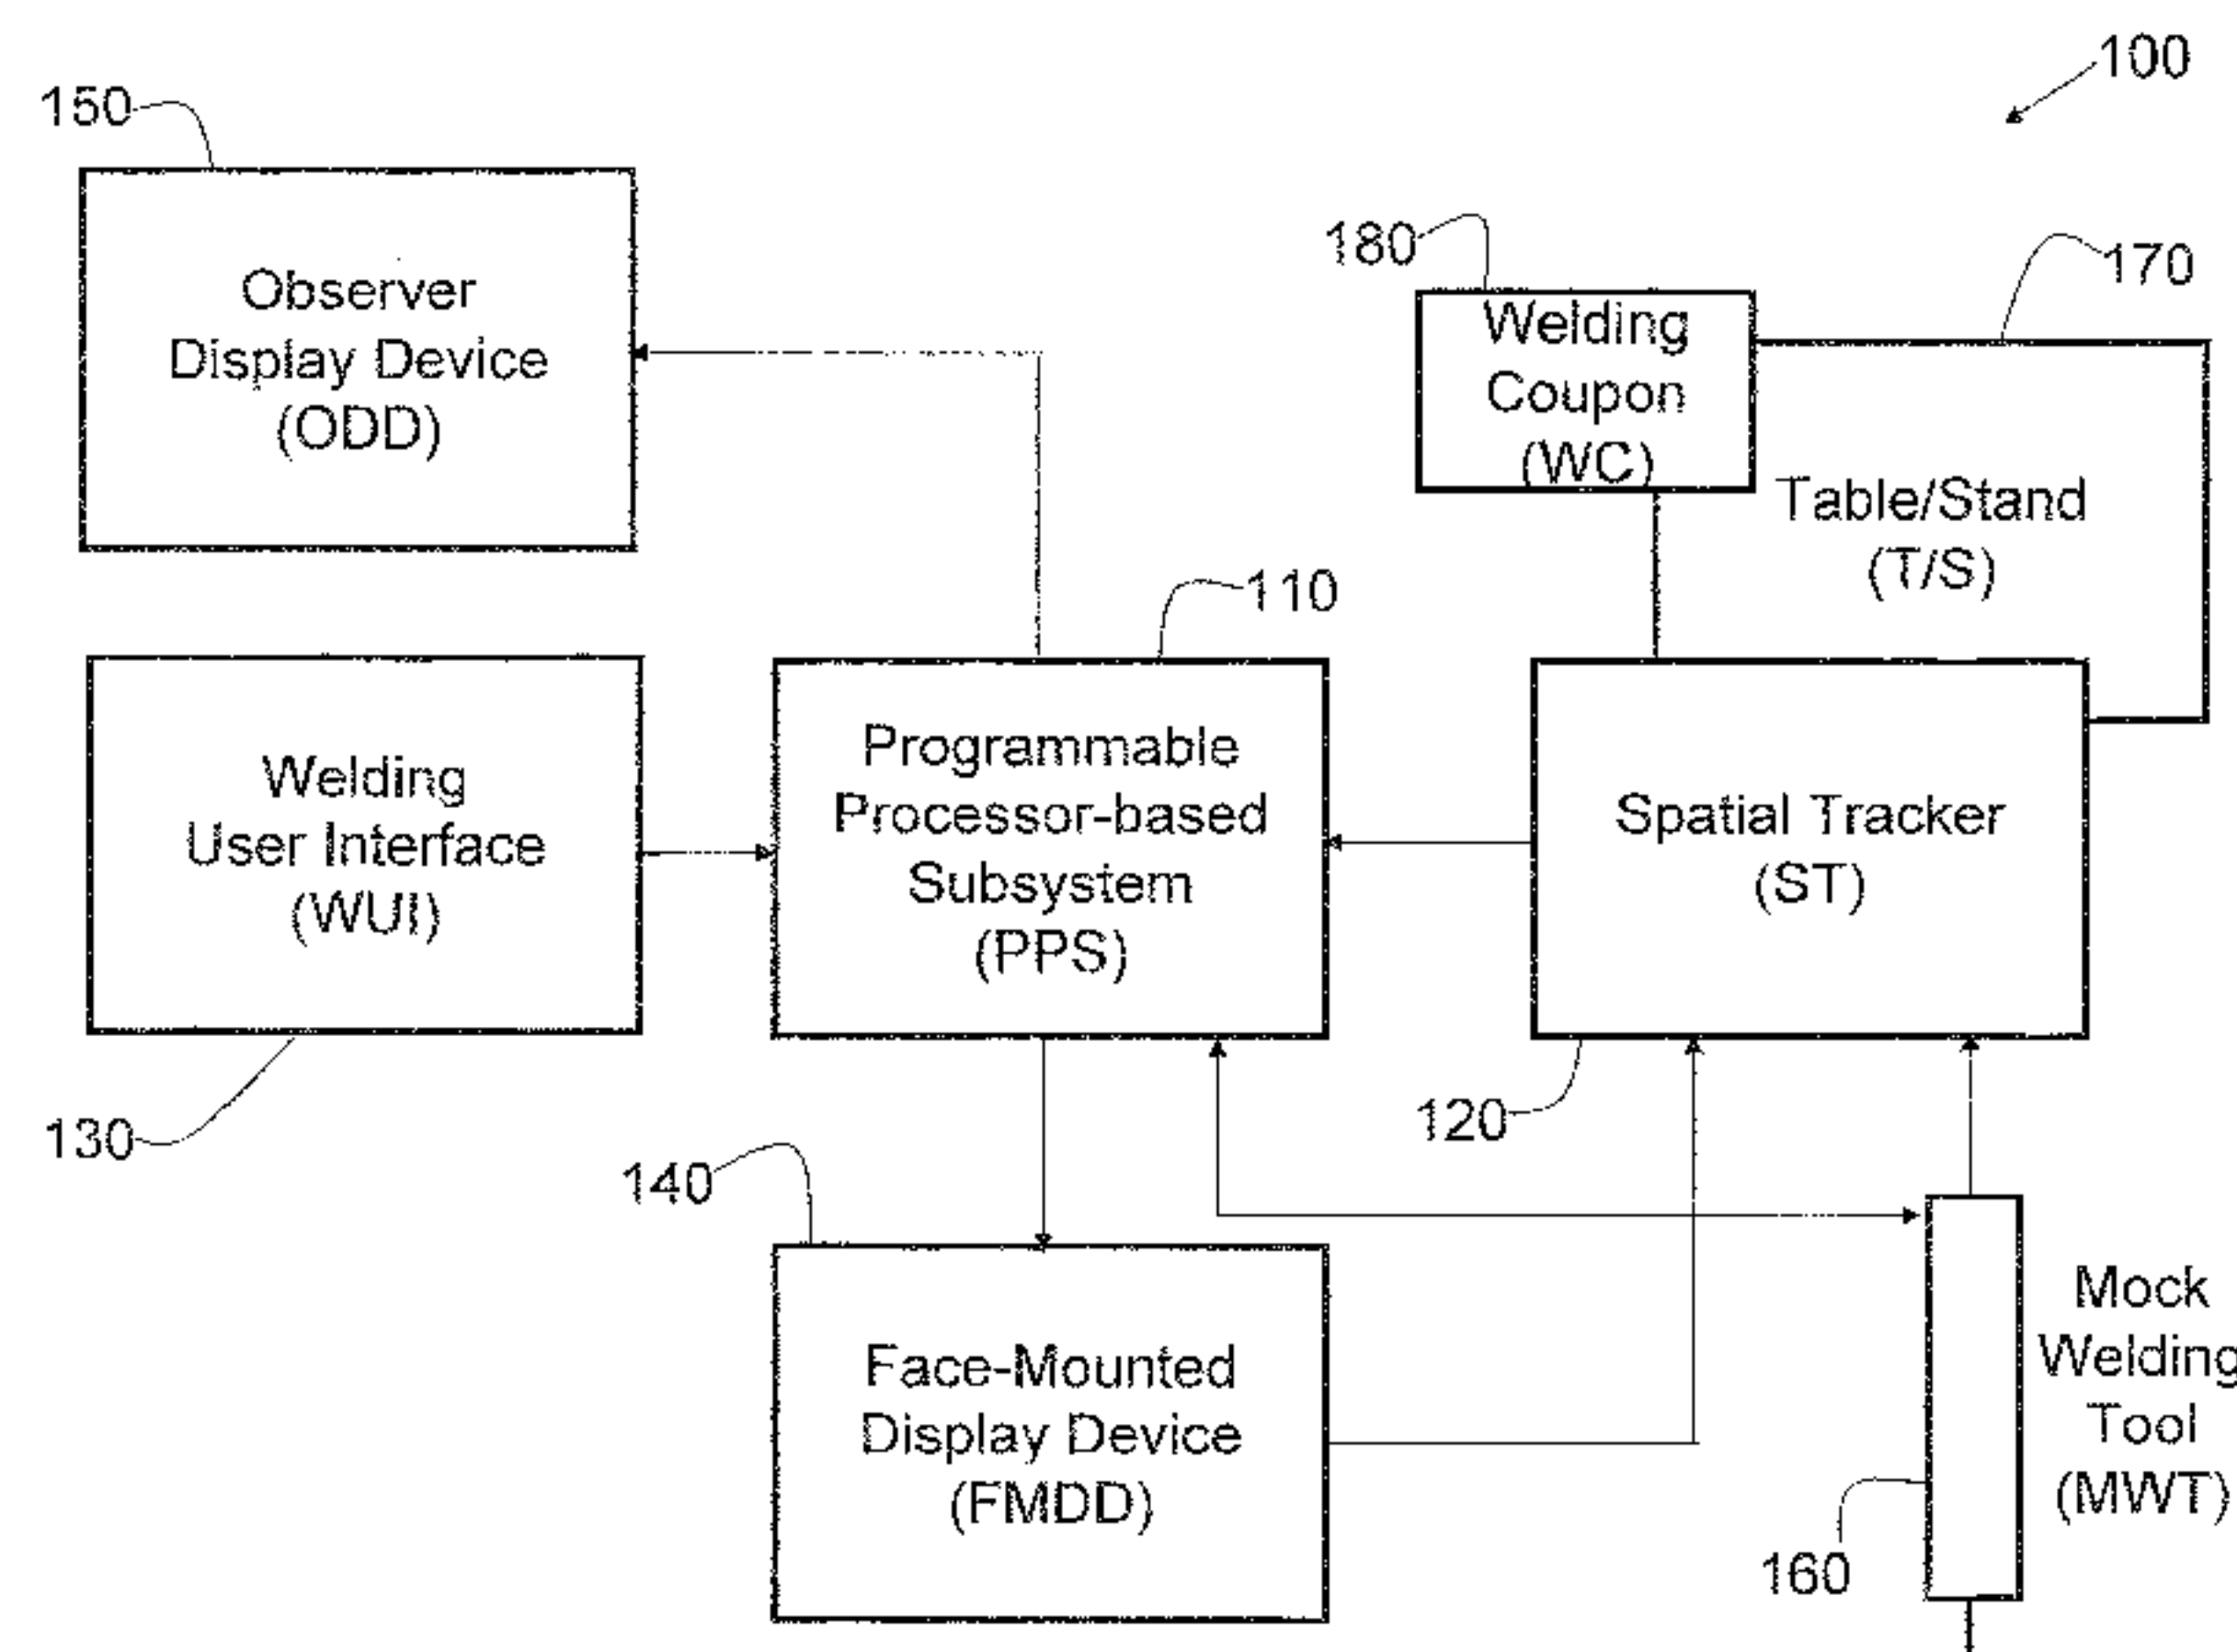 100
150
Observer
Display Device
(ODD)
180
Welding
Coupon
(WC)
170
Table/Stand
(T/S)
110
Welding
User Interface
(WUI)
130
Programmable
Processor-based
Subsystem
(PPS)
Spatial Tracker
(ST)
120
140
Face-Mounted
Display Device
(FMDD)
Mock
Welding
Tool
(MWT)
160